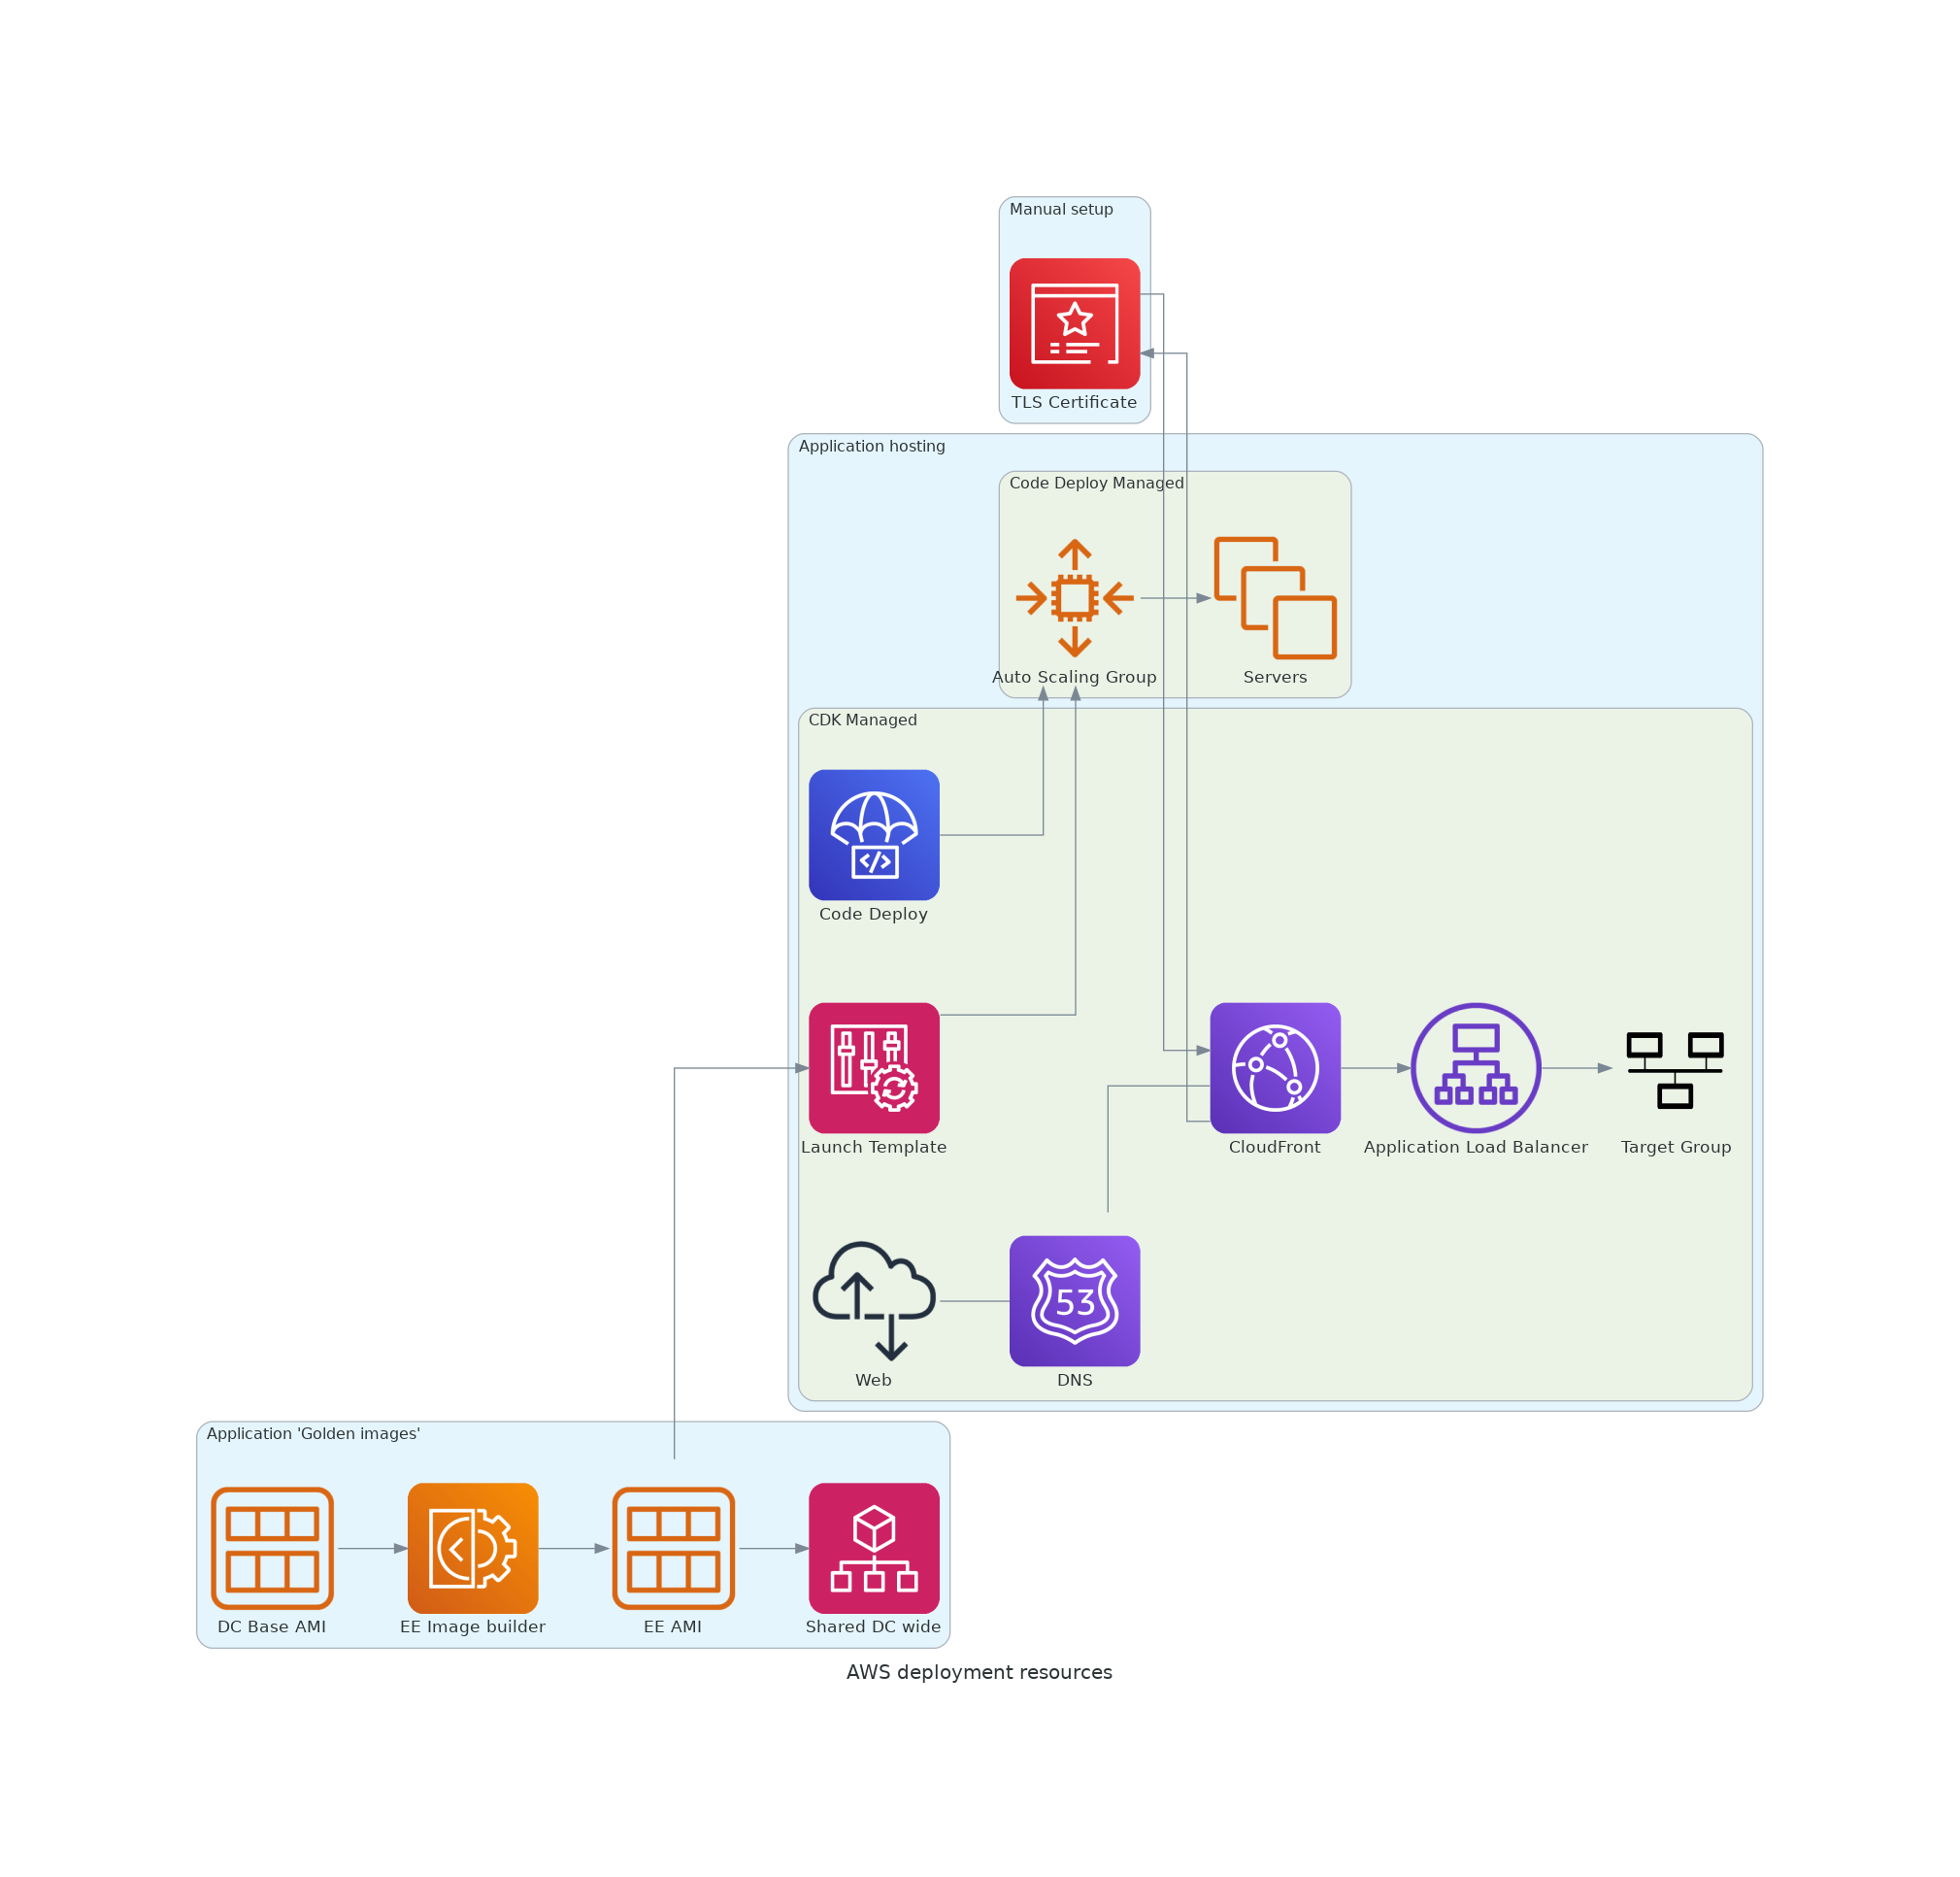 Manual setup
TLS Certificate
Application hosting
Code Deploy Managed
Auto Scaling Group
Servers
CDK Managed
Code Deploy
Launch Template
CloudFront
Application Load Balancer
Target Group
53
Web
DNS
Application 'Golden images'
DC Base AMI
EE Image builder
EE AMI
Shared DC wide
AWS deployment resources